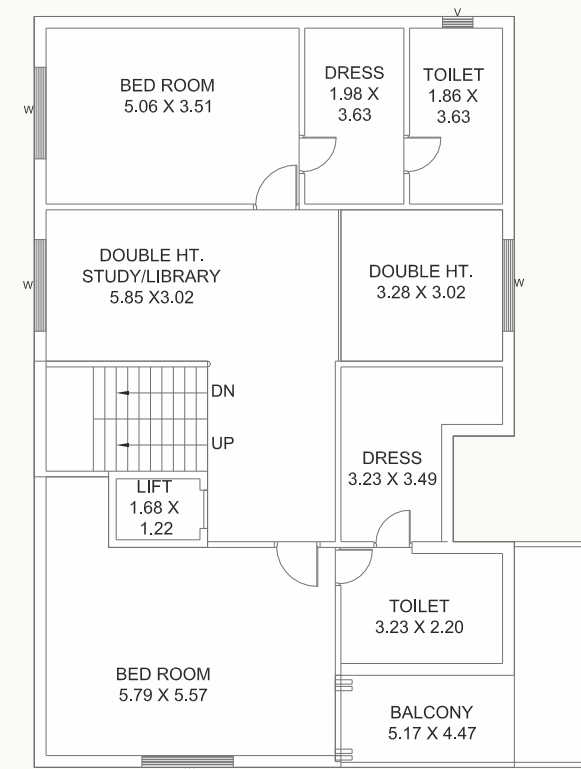 V
BED ROOM
5.06 X 3.51
DRESS
1.98 X
3.63
TOILET
1.86 X
3.63
W
DOUBLE HT.
STUDY/LIBRARY
5.85 X3.02
DOUBLE HT.
3.28 X 3.02
W
W
DN
UP
DRESS
3.23 X 3.49
LIFT
1.68 X
1.22
TOILET
3.23 X 2.20
BED ROOM
5.79 X 5.57
BALCONY
5.17 X 4.47